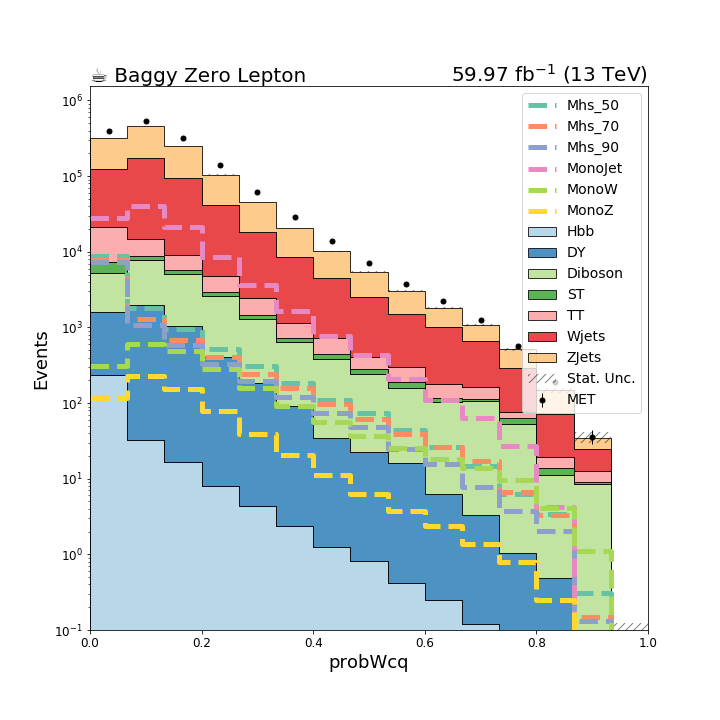 ☕ Baggy Zero Lepton
59.97 fb⁻¹ (13 TeV)
Mhs_50
Mhs_70
Mhs_90
MonoJet
MonoW
MonoZ
Hbb
DY
Diboson
ST
TT
Wjets
ZJets
Stat. Unc.
MET
Events
10⁶
10⁵
10⁴
10³
10²
10¹
10⁰
10⁻¹
0.0 0.2 0.4 0.6 0.8 1.0
probWcq